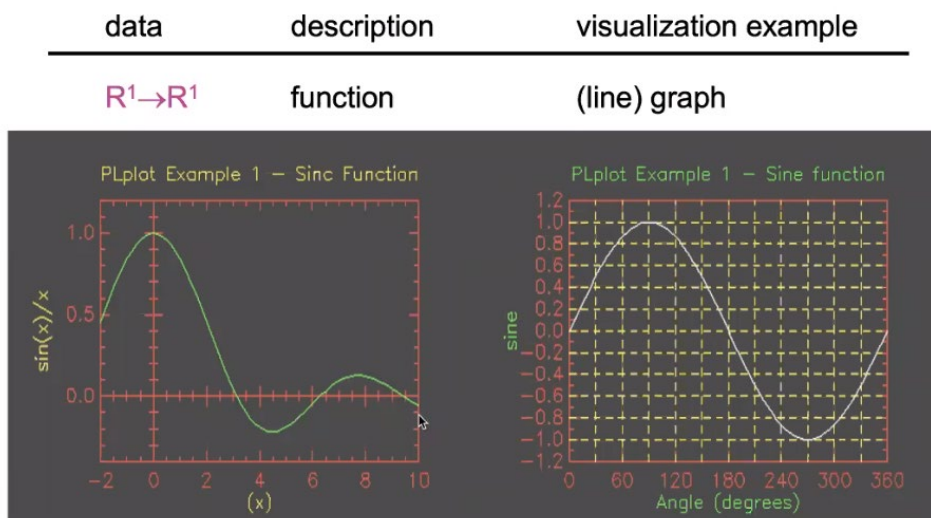 data description visualization example
R¹→R¹ function (line) graph
PLplot Example 1 – Sinc Function
1.0
0.5
0.0
sin(x)/x
-2 0 2 4 6 8 10
(x)
PLplot Example 1 – Sine function
1.2
1.0
0.8
0.6
0.4
0.2
0.0
-0.2
-0.4
-0.6
-0.8
-1.0
-1.2
sine
0 60 120 180 240 300 360
Angle (degrees)